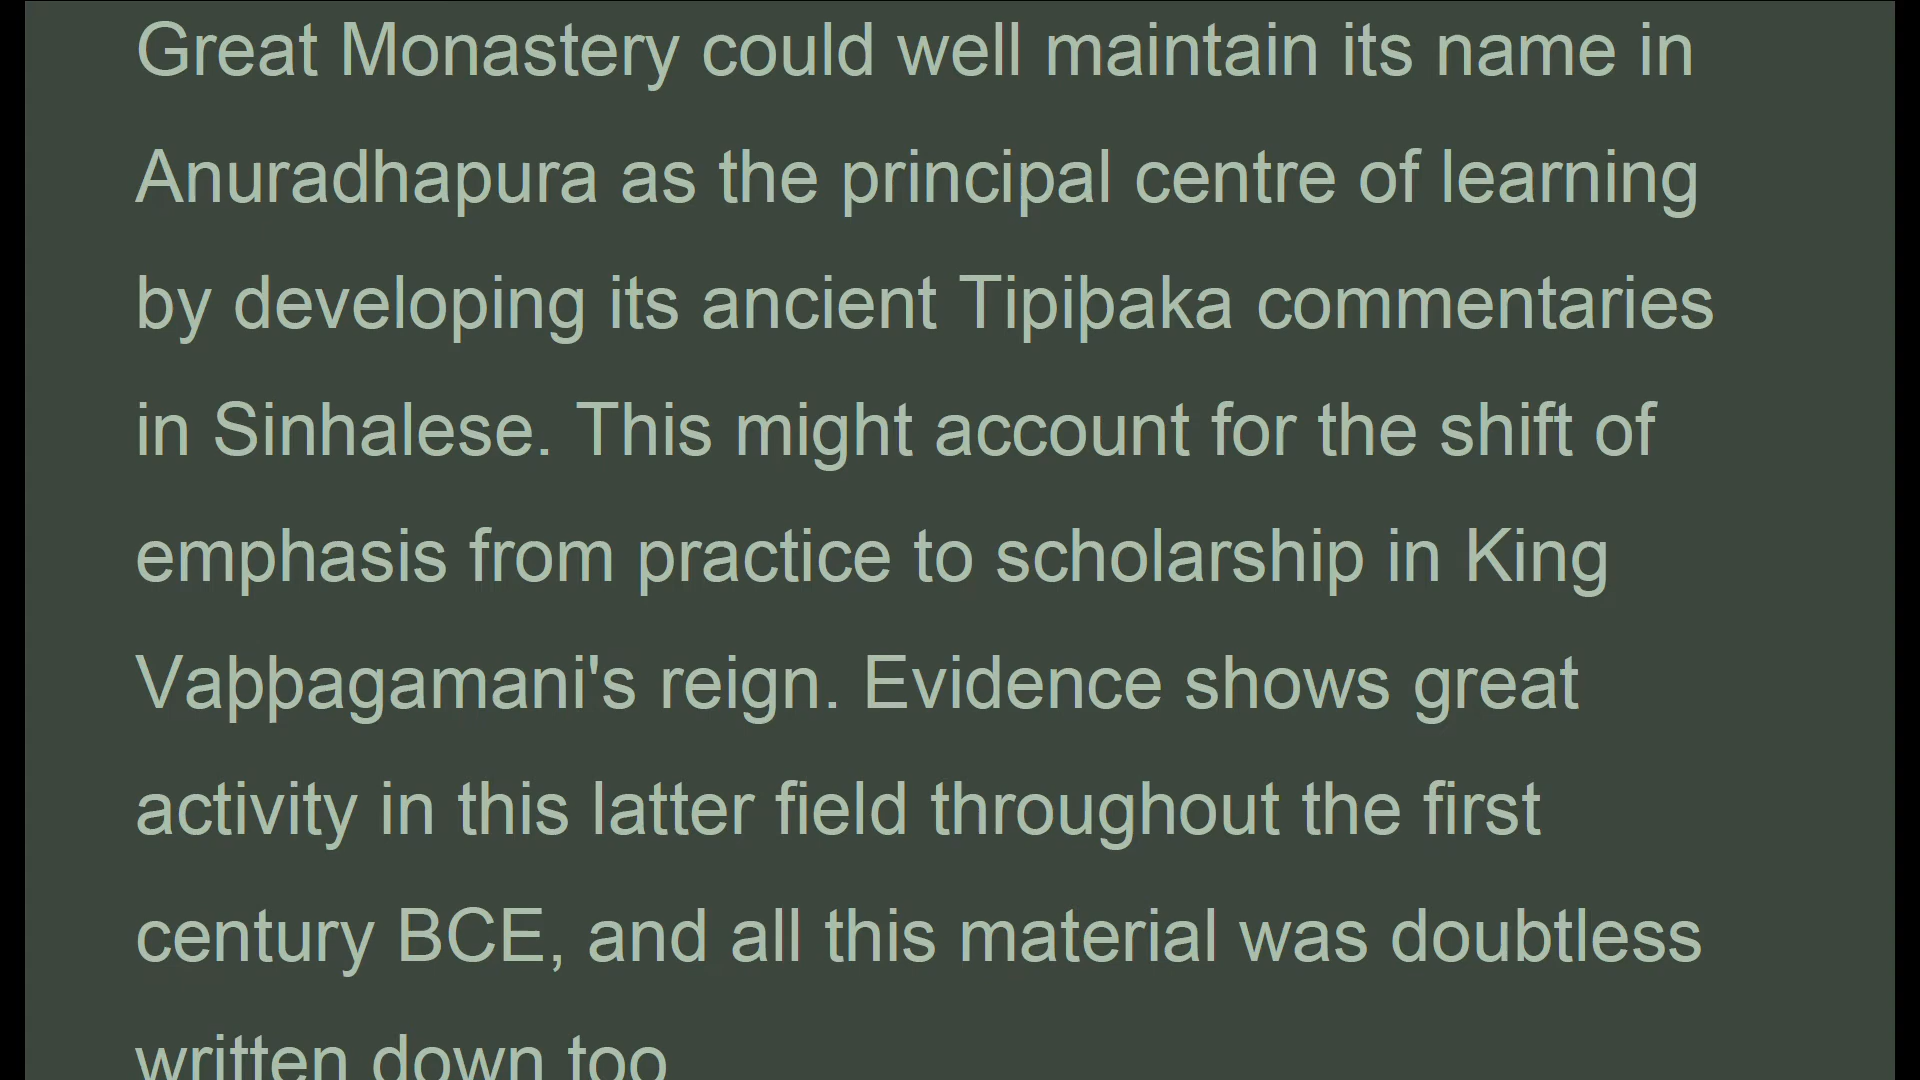 Great Monastery could well maintain its name in
Anuradhapura as the principal centre of learning
by developing its ancient Tipiþaka commentaries
in Sinhalese. This might account for the shift of
emphasis from practice to scholarship in King
Vaþþagamani's reign. Evidence shows great
activity in this latter field throughout the first
century BCE, and all this material was doubtless
written down too